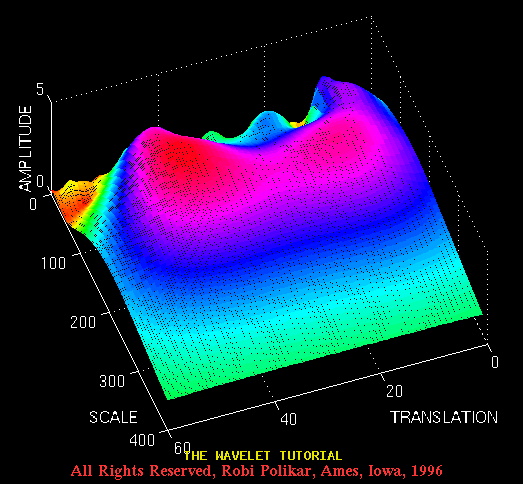 5
AMPLITUDE
0
0
100
200
300
400
SCALE
60
40
20
0
TRANSLATION
THE WAVELET TUTORIAL
All Rights Reserved, Robi Polikar, Ames, Iowa, 1996